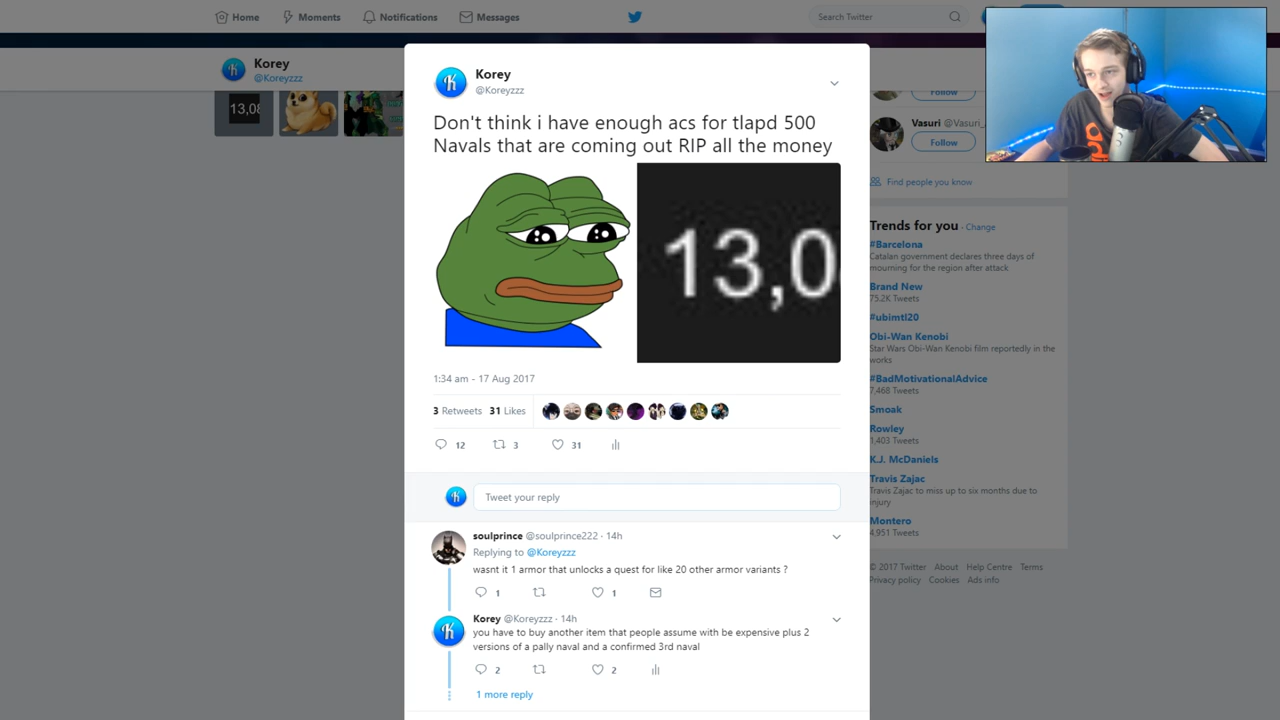 Home
Moments
Notifications
Messages
Search Twitter
Korey
@Koreyzzz
13,08
Korey
@Koreyzzz
Don't think i have enough acs for tlapd 500
Navals that are coming out RIP all the money
13,0
1:34 am - 17 Aug 2017
3 Retweets 31 Likes
12 3 31
Tweet your reply
soulprince @soulprince222 · 14h
Replying to @Koreyzzz
wasnt it 1 armor that unlocks a quest for like 20 other armor variants ?
1 1
Korey @Koreyzzz · 14h
you have to buy another item that people assume with be expensive plus 2
versions of a pally naval and a confirmed 3rd naval
2 2
1 more reply
Follow
Vasuri @Vasuri_
Follow
Find people you know
Trends for you · Change
#Barcelona
Catalan government declares three days of
mourning for the region after attack
Brand New
75.2K Tweets
#ubimtl20
Obi-Wan Kenobi
Star Wars Obi-Wan Kenobi film reportedly in the
works
#BadMotivationalAdvice
7,468 Tweets
Smoak
Rowley
1,403 Tweets
K.J. McDaniels
Travis Zajac
Travis Zajac to miss up to six months due to
injury
Montero
4,951 Tweets
© 2017 Twitter About Help Centre Terms
Privacy policy Cookies Ads info